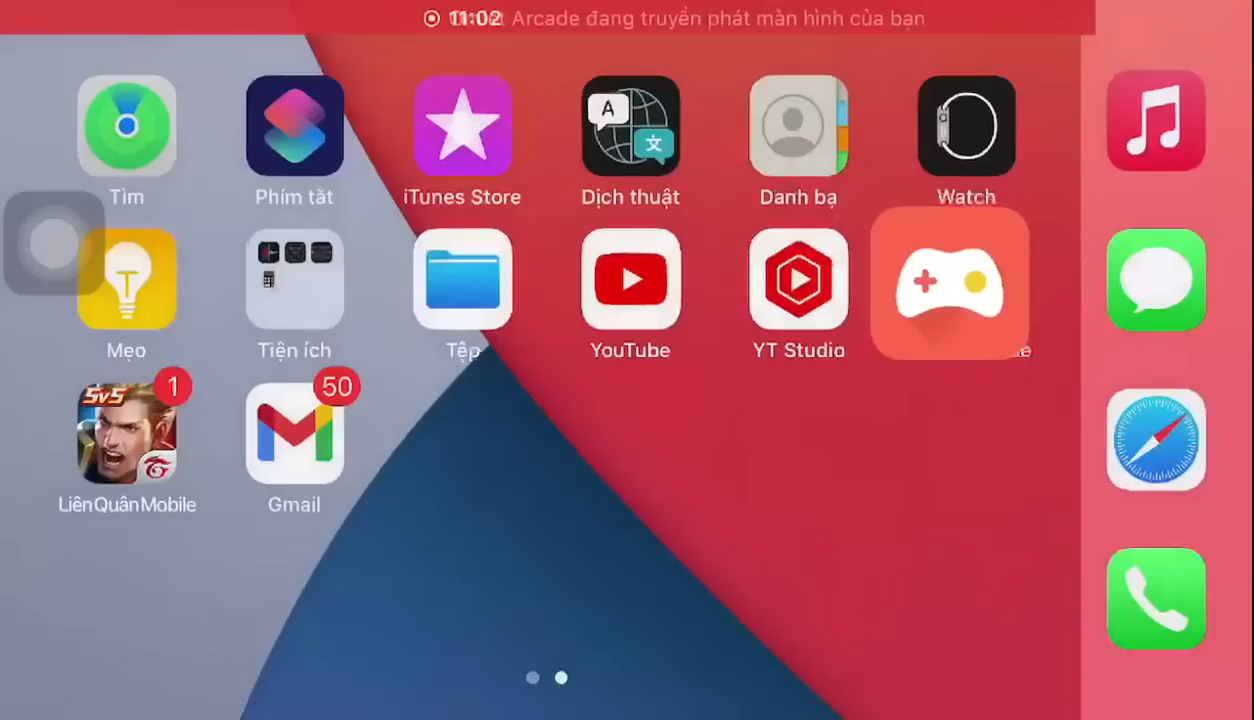 11:02
Arcade đang truyền phát màn hình của bạn
A
文
Tìm
Phím tắt
iTunes Store
Dịch thuật
Danh bạ
Watch
T
Mẹo
Tiện ích
Tệp
YouTube
YT Studio
5v5
1
50
LiênQuânMobile
Gmail